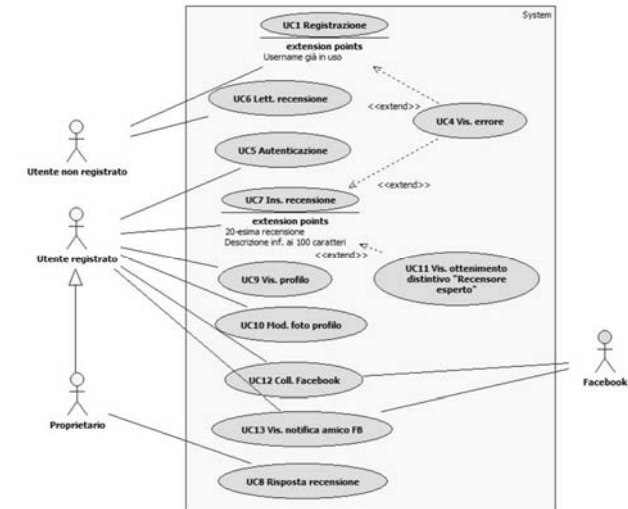 System
UC1 Registrazione
extension points
Username già in uso
UC6 Lett. recensione
<<extend>>
UC4 Vis. errore
Utente non registrato
UC5 Autenticazione
<<extend>>
UC7 Ins. recensione
extension points
20-esima recensione
Descrizione inf. ai 100 caratteri
<<extend>>
Utente registrato
UC9 Vis. profilo
UC11 Vis. ottenimento
distintivo "Recensore
esperto"
UC10 Mod. foto profilo
UC12 Coll. Facebook
Facebook
Proprietario
UC13 Vis. notifica amico FB
UC8 Risposta recensione